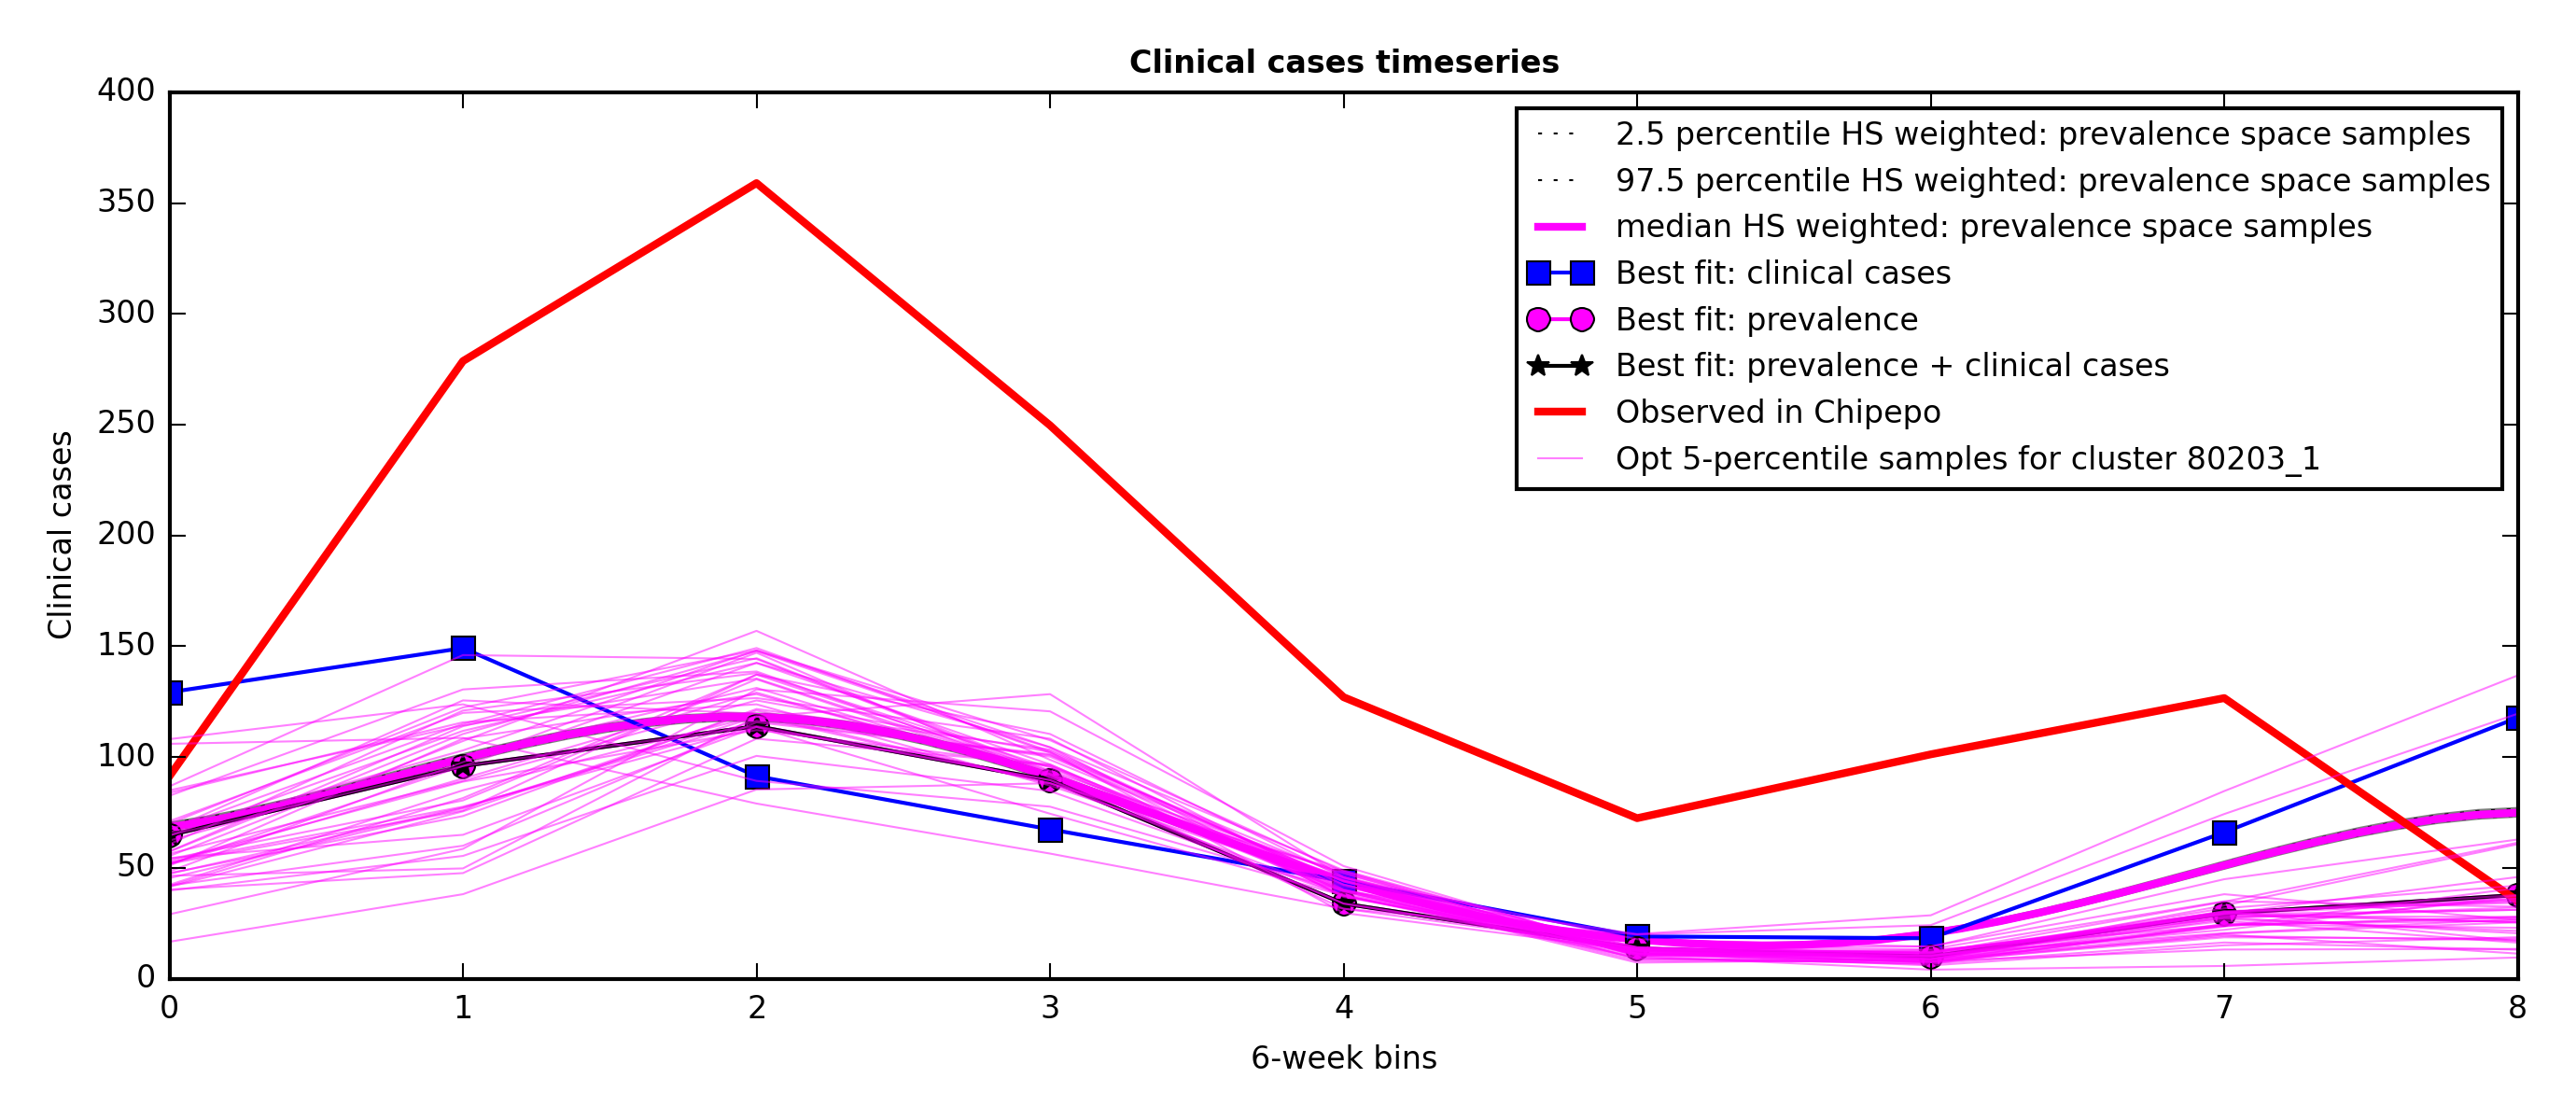 Clinical cases timeseries
400
350
300
250
200
150
100
50
0
Clinical cases
2.5 percentile HS weighted: prevalence space samples
97.5 percentile HS weighted: prevalence space samples
median HS weighted: prevalence space samples
Best fit: clinical cases
Best fit: prevalence
Best fit: prevalence + clinical cases
Observed in Chipepo
Opt 5-percentile samples for cluster 80203_1
0 1 2 3 4 5 6 7 8
6-week bins